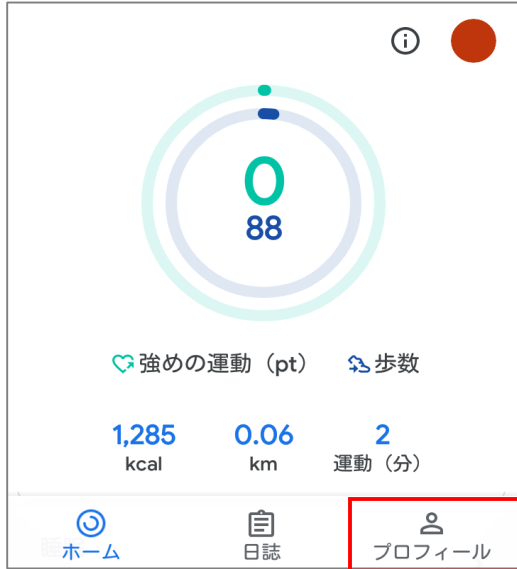 0
88
強めの運動（pt） 歩数
1,285 0.06 2
kcal km 運動（分）
ホーム 日誌 プロフィール